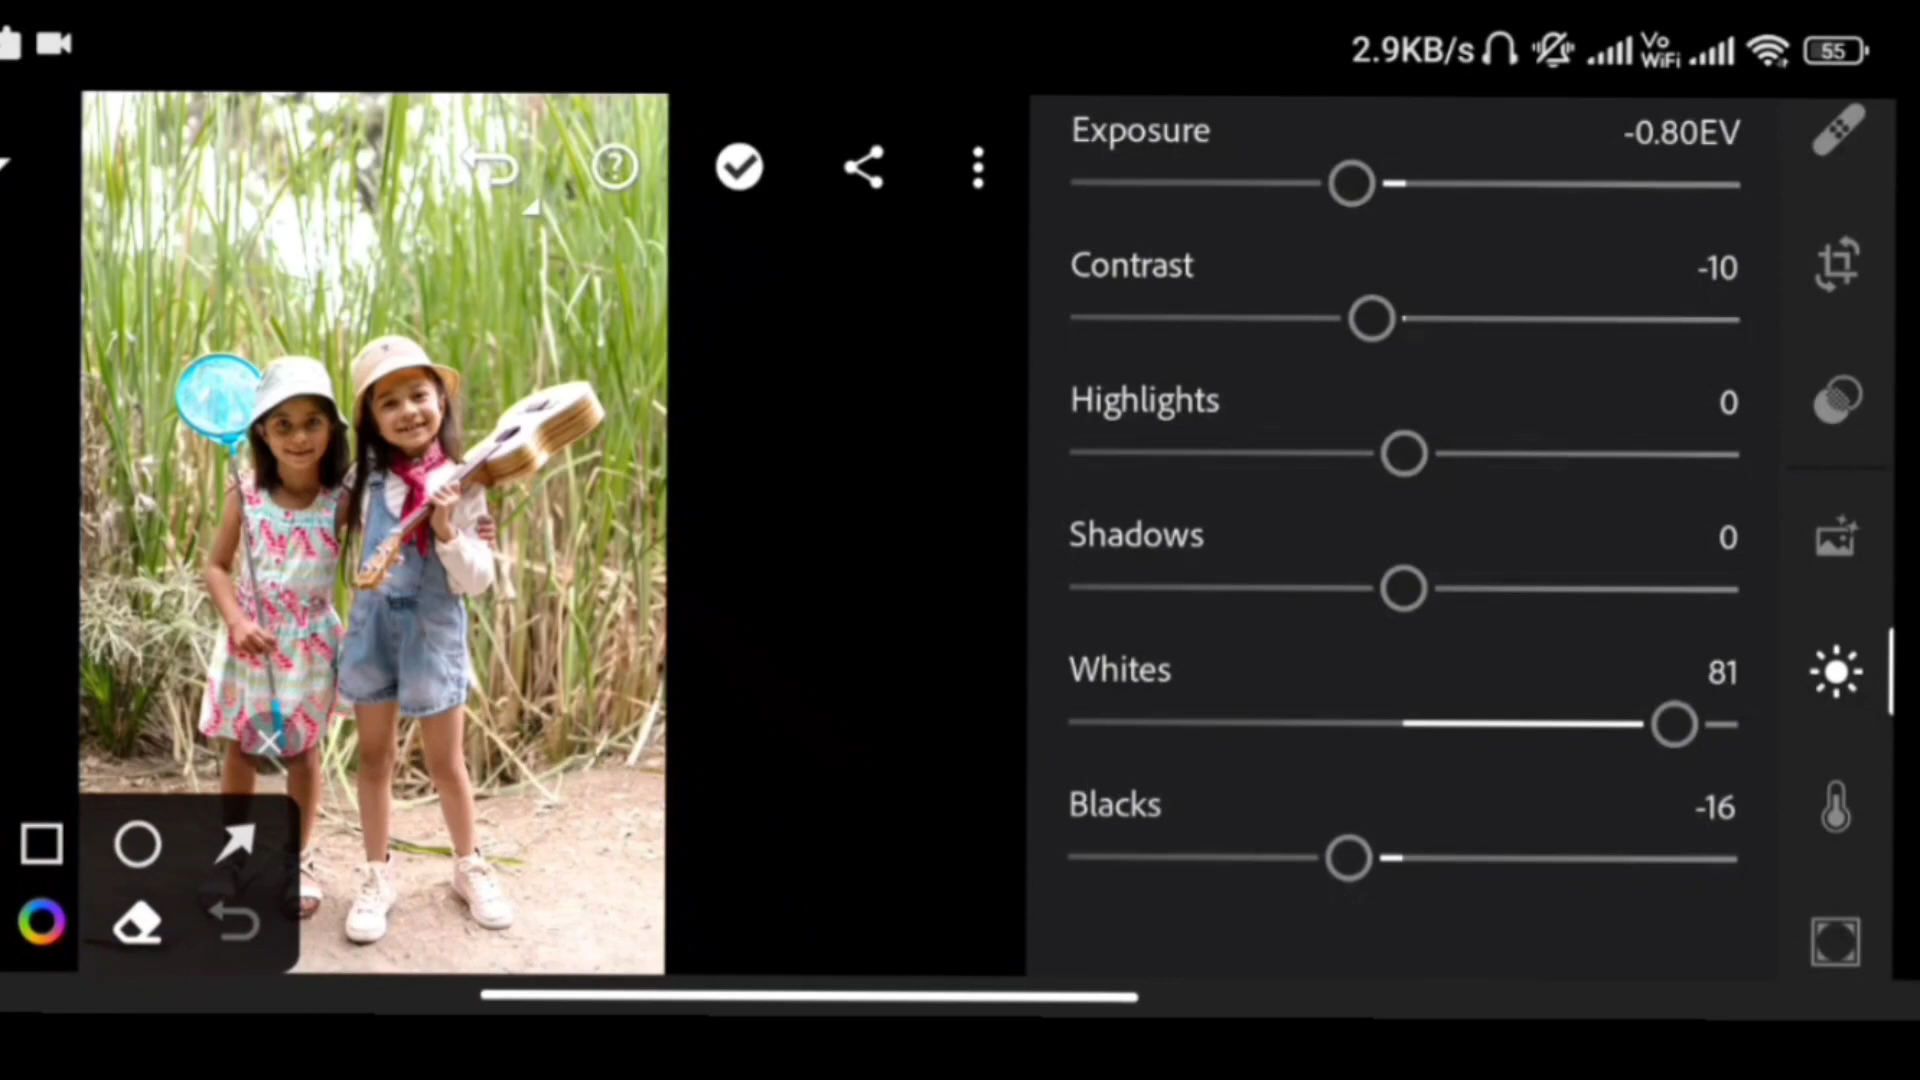 2.9KB/s Vo WiFi 55
?
Exposure -0.80EV
Contrast -10
Highlights 0
Shadows 0
Whites 81
Blacks -16